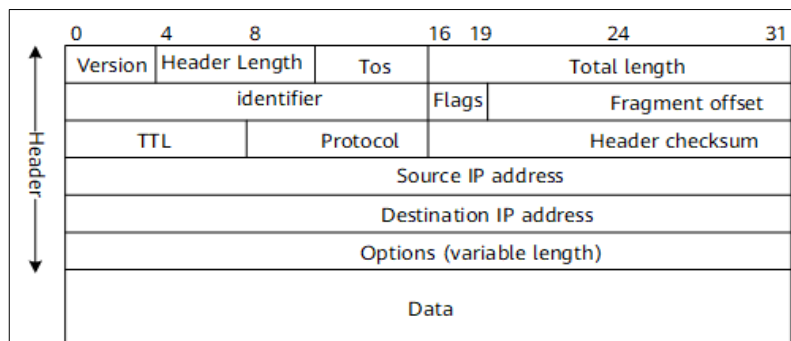 0 4 8 16 19 24 31
Version Header Length Tos Total length
identifier Flags Fragment offset
TTL Protocol Header checksum
Source IP address
Destination IP address
Options (variable length)
Data
Header